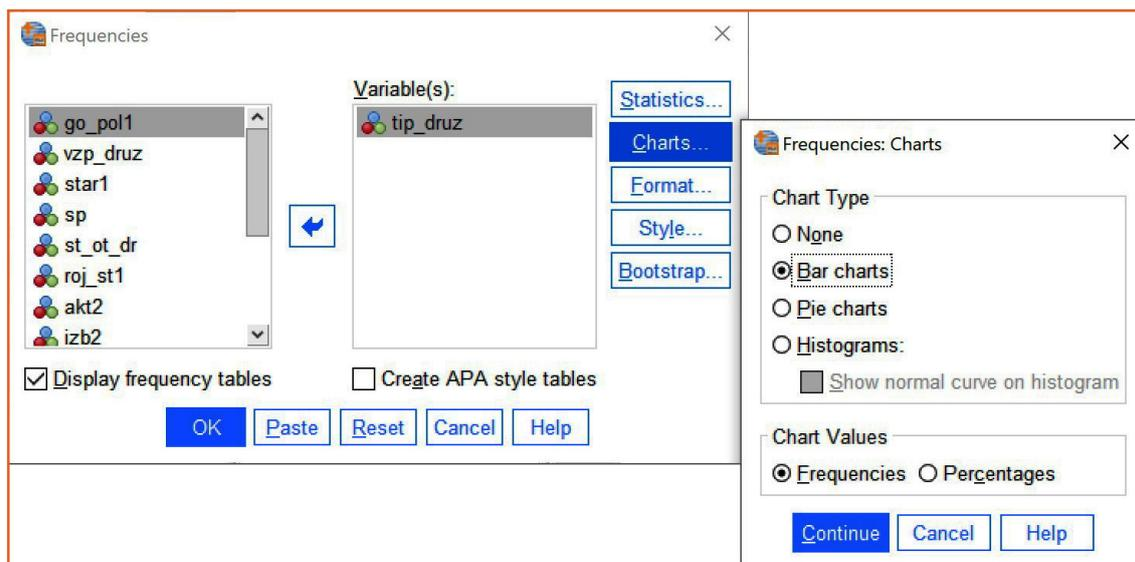 Frequencies
Variable(s):
go_pol1
vzp_druz
star1
sp
st_ot_dr
roj_st1
akt2
izb2
tip_druz
Statistics...
Charts...
Format...
Style...
Bootstrap...
Display frequency tables
Create APA style tables
OK
Paste
Reset
Cancel
Help
Frequencies: Charts
Chart Type
None
Bar charts
Pie charts
Histograms:
Show normal curve on histogram
Chart Values
Frequencies
Percentages
Continue
Cancel
Help